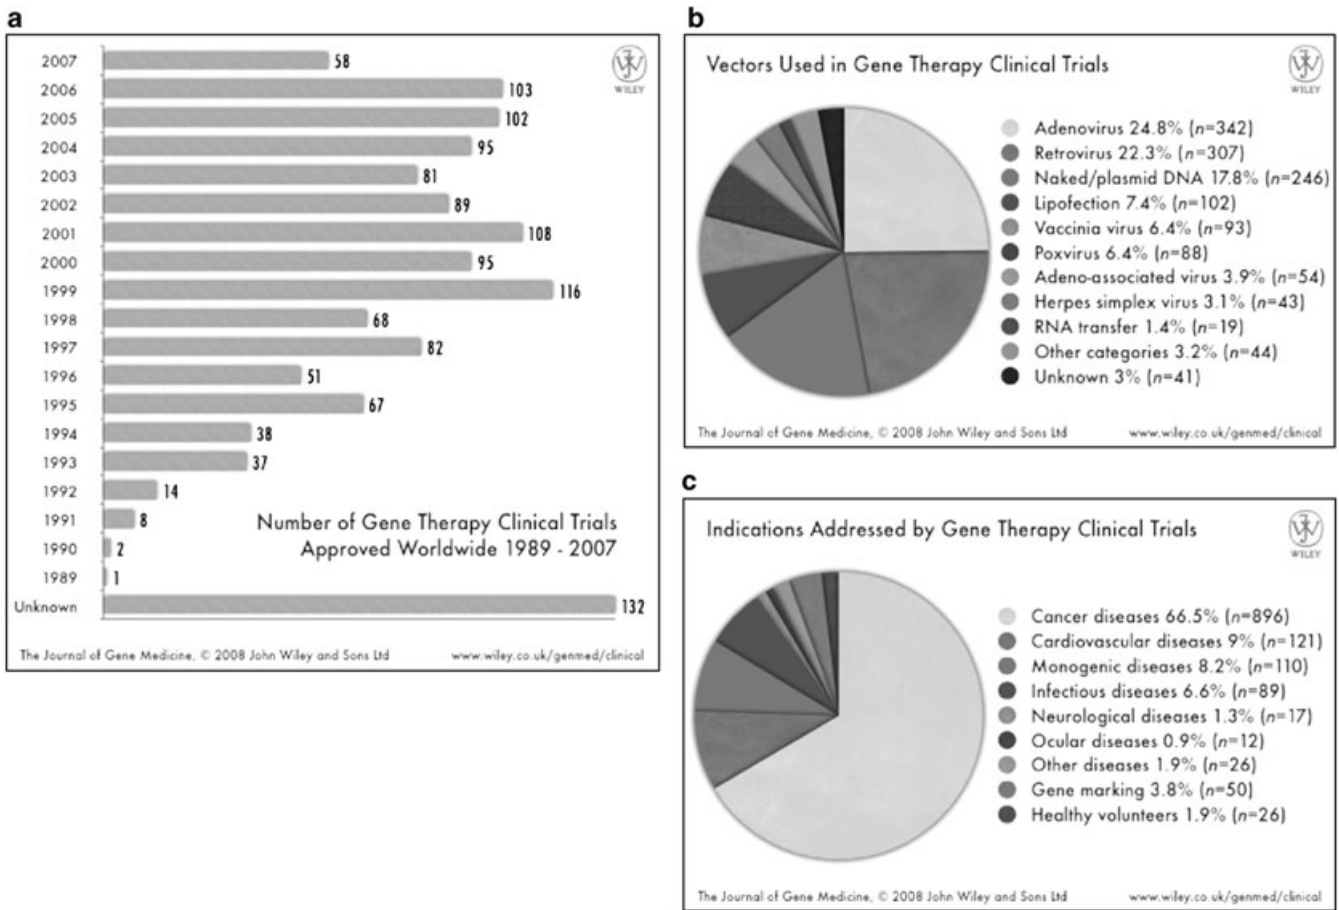 a
2007 58
2006 103
2005 102
2004 95
2003 81
2002 89
2001 108
2000 95
1999 116
1998 68
1997 82
1996 51
1995 67
1994 38
1993 37
1992 14
1991 8
1990 2
1989 1
Unknown 132
WILEY
Number of Gene Therapy Clinical Trials
Approved Worldwide 1989 - 2007
The Journal of Gene Medicine, © 2008 John Wiley and Sons Ltd www.wiley.co.uk/genmed/clinical
b
Vectors Used in Gene Therapy Clinical Trials
WILEY
Adenovirus 24.8% (n=342)
Retrovirus 22.3% (n=307)
Naked/plasmid DNA 17.8% (n=246)
Lipofection 7.4% (n=102)
Vaccinia virus 6.4% (n=93)
Poxvirus 6.4% (n=88)
Adeno-associated virus 3.9% (n=54)
Herpes simplex virus 3.1% (n=43)
RNA transfer 1.4% (n=19)
Other categories 3.2% (n=44)
Unknown 3% (n=41)
The Journal of Gene Medicine, © 2008 John Wiley and Sons Ltd www.wiley.co.uk/genmed/clinical
c
Indications Addressed by Gene Therapy Clinical Trials
WILEY
Cancer diseases 66.5% (n=896)
Cardiovascular diseases 9% (n=121)
Monogenic diseases 8.2% (n=110)
Infectious diseases 6.6% (n=89)
Neurological diseases 1.3% (n=17)
Ocular diseases 0.9% (n=12)
Other diseases 1.9% (n=26)
Gene marking 3.8% (n=50)
Healthy volunteers 1.9% (n=26)
The Journal of Gene Medicine, © 2008 John Wiley and Sons Ltd www.wiley.co.uk/genmed/clinical